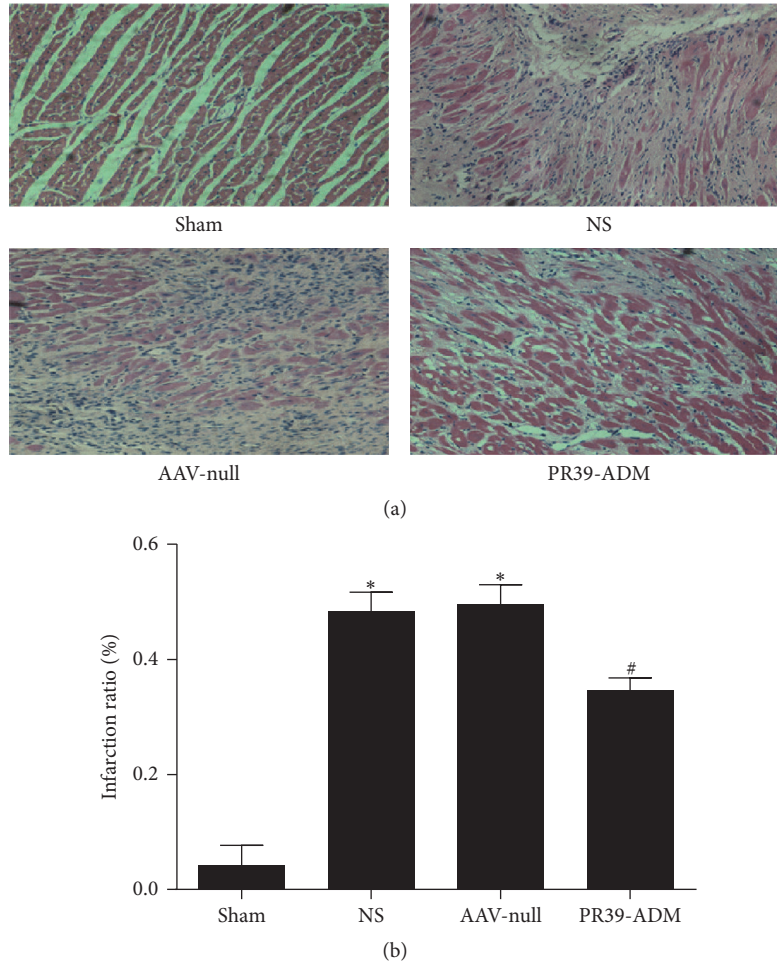 Sham
NS
AAV-null
PR39-ADM
(a)
Infarction ratio (%)
0.6
0.4
0.2
0.0
*
*
#
Sham
NS
AAV-null
PR39-ADM
(b)